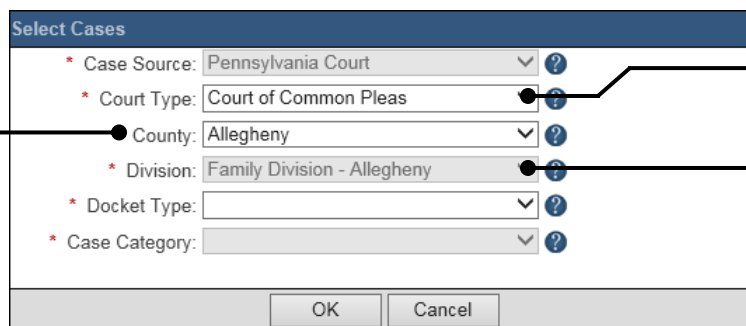 Select Cases
* Case Source: Pennsylvania Court ?
* Court Type: Court of Common Pleas ?
County: Allegheny ?
* Division: Family Division - Allegheny ?
* Docket Type: ?
* Case Category: ?
OK Cancel